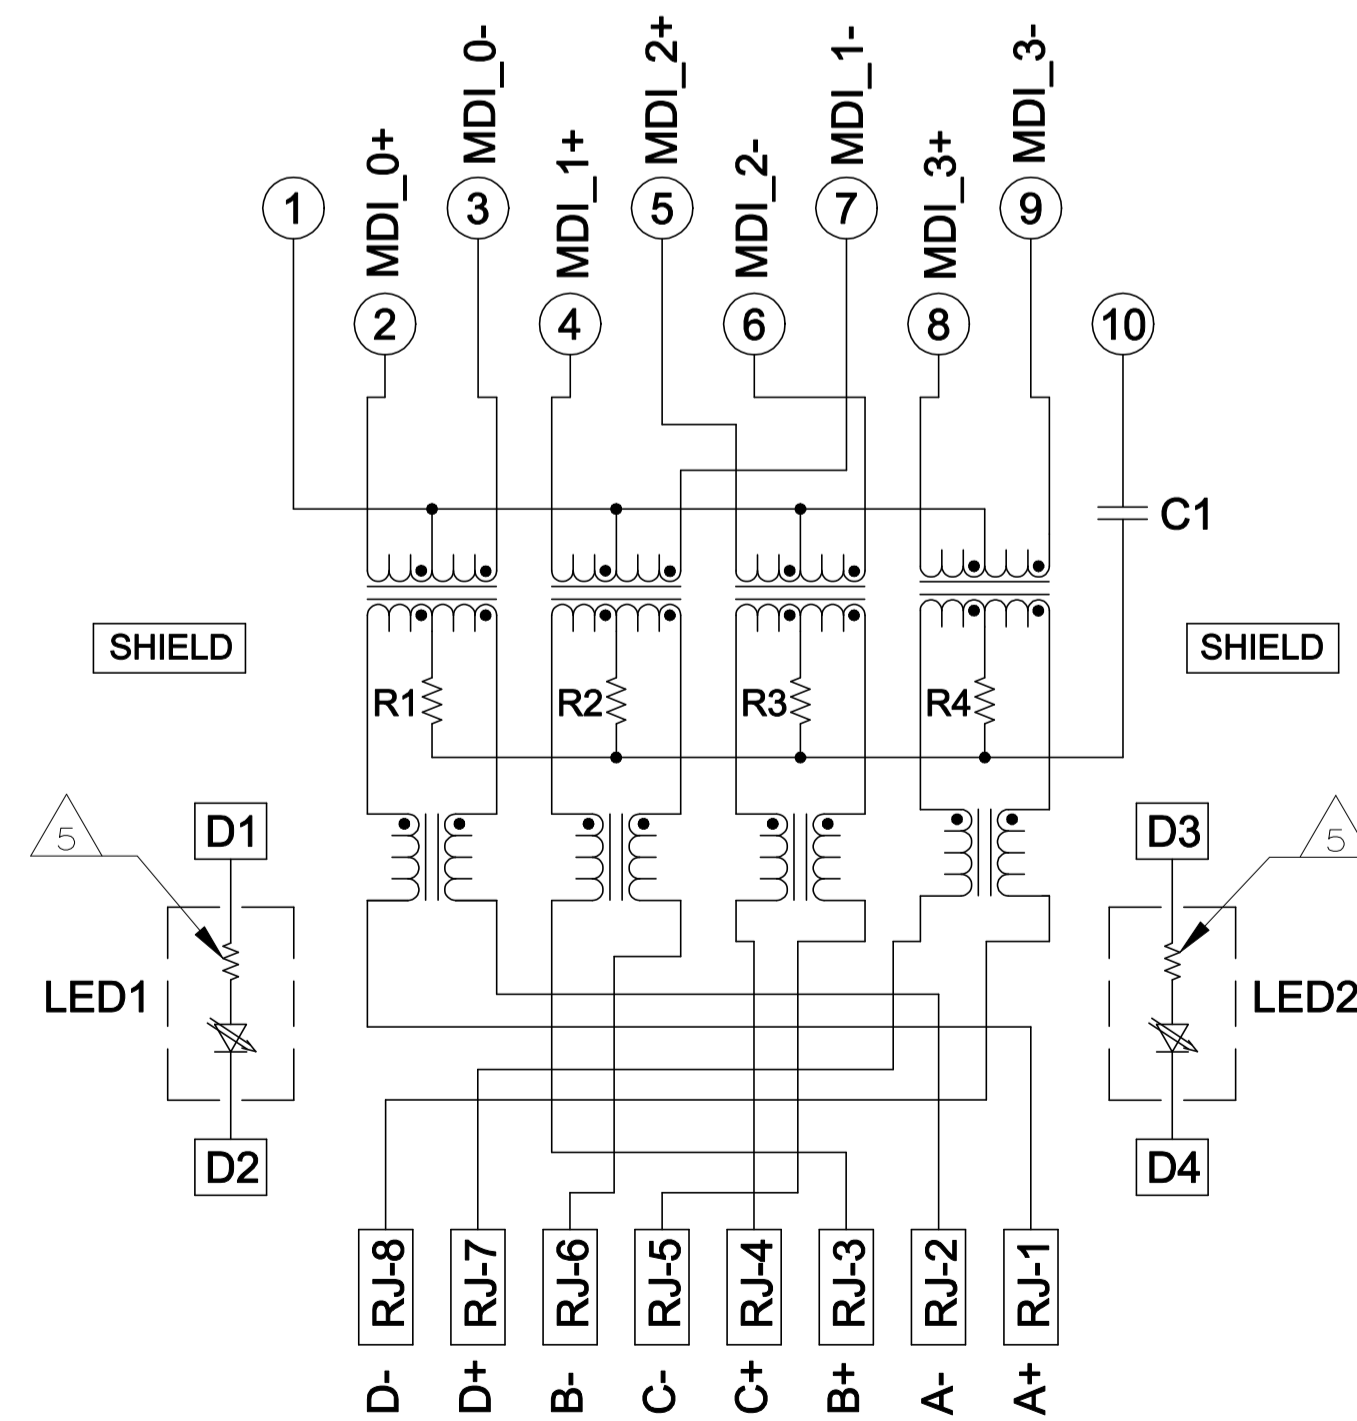 MDI_0+
MDI_0-
MDI_1+
MDI_2+
MDI_2-
MDI_1-
MDI_3+
MDI_3-
1
3
5
7
9
2
4
6
8
10
C1
SHIELD
SHIELD
R1
R2
R3
R4
5
D1
D3
5
LED1
LED2
D2
D4
RJ-8
RJ-7
RJ-6
RJ-5
RJ-4
RJ-3
RJ-2
RJ-1
D-
D+
B-
C-
C+
B+
A-
A+